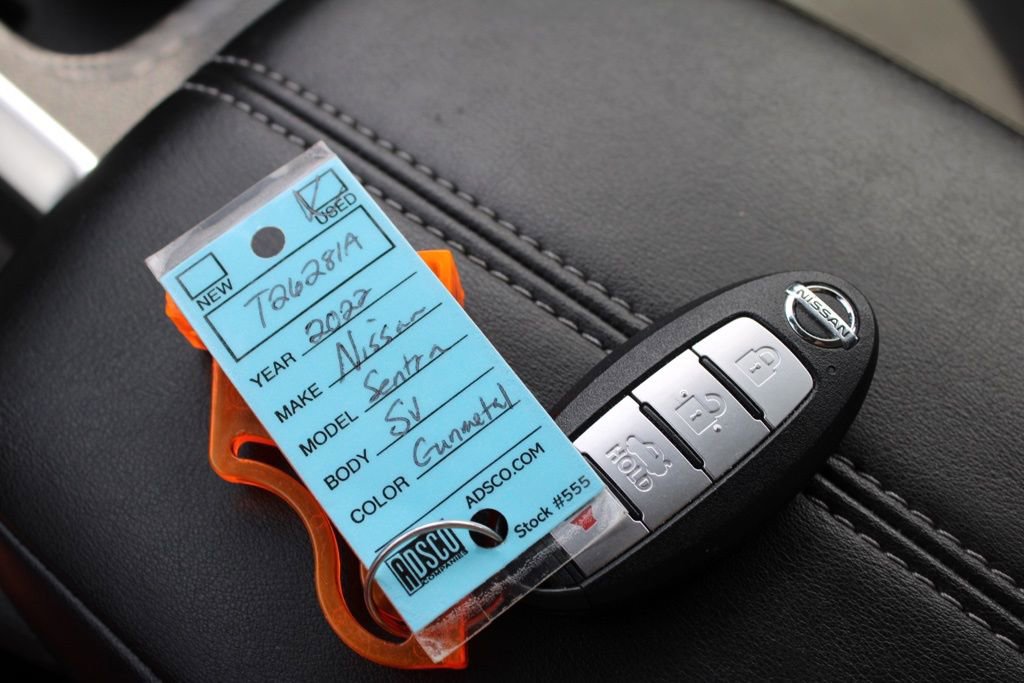 USED
NEW
T26281A
YEAR 2022
MAKE Nissan
MODEL Sentra
BODY SV
COLOR Gunmetal
ADSCO.COM
ADSCO
COMPANIES
Stock #555
NISSAN
HOLD